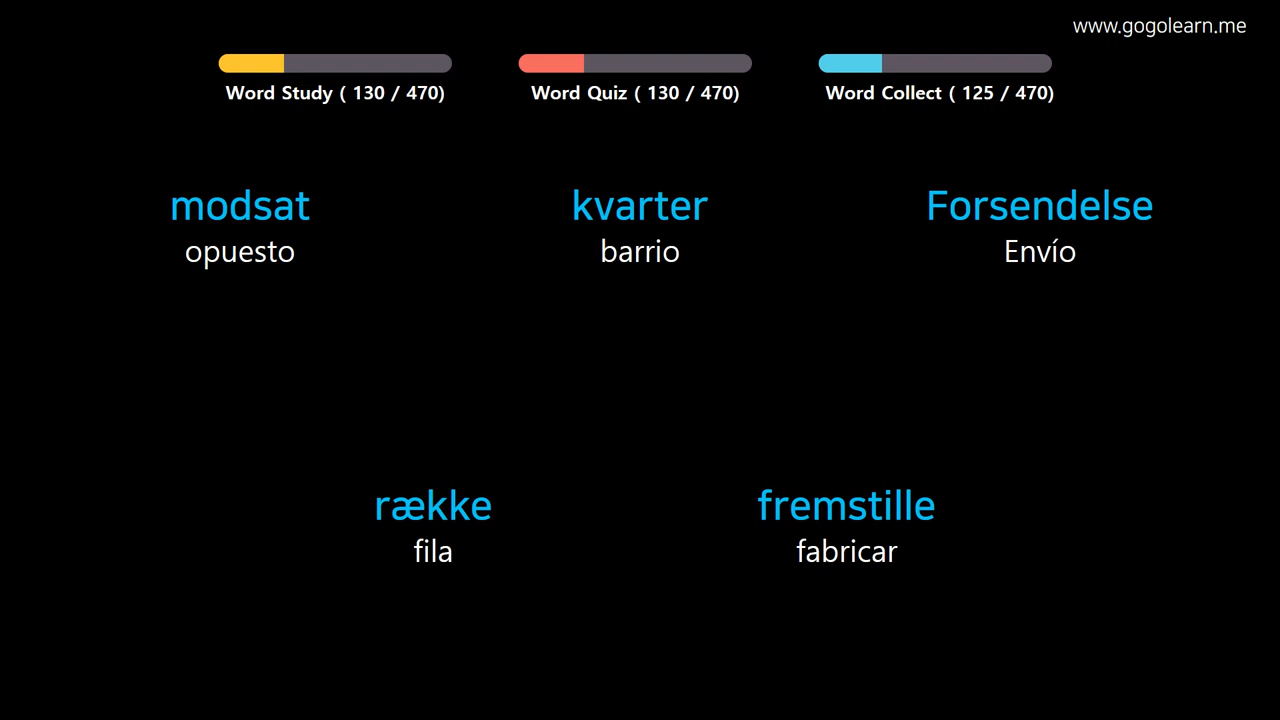 www.gogolearn.me
Word Study ( 130 / 470)
Word Quiz ( 130 / 470)
Word Collect ( 125 / 470)
modsat
opuesto
kvarter
barrio
Forsendelse
Envío
række
fila
fremstille
fabricar